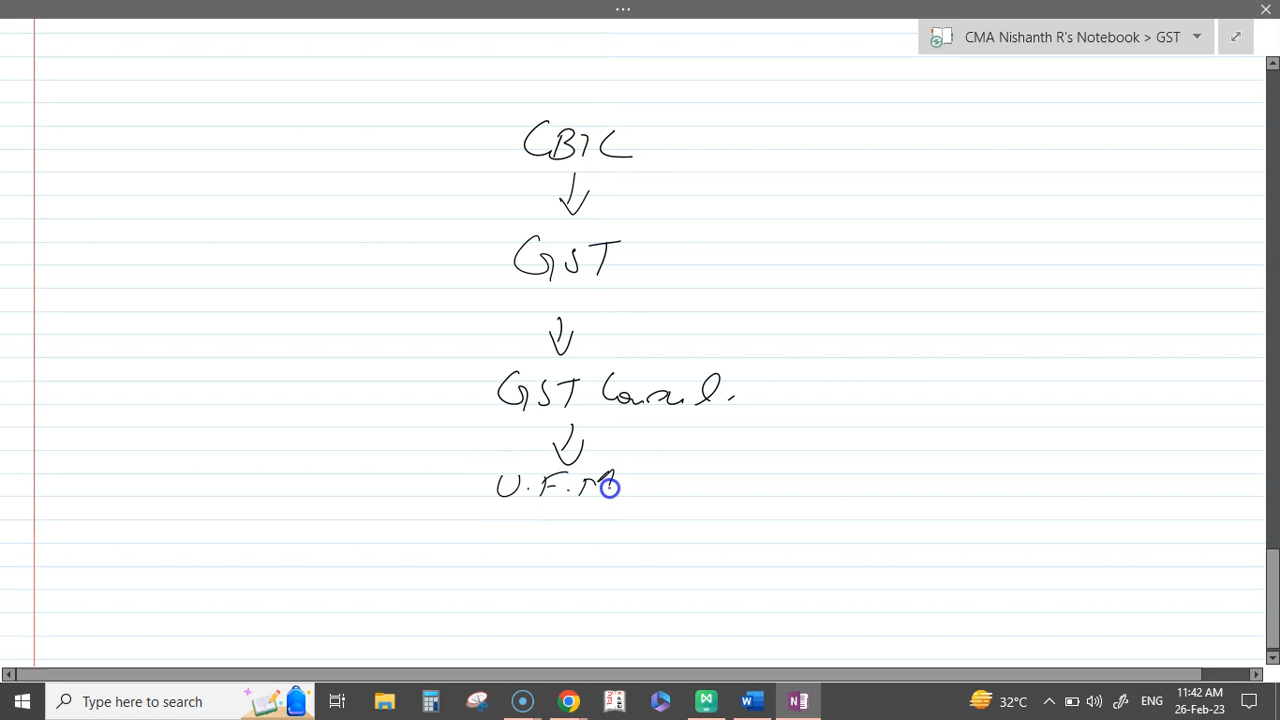 ...
CMA Nishanth R's Notebook > GST
CBIC
GST
GST Council.
U.F.M
Type here to search
32°C
ENG
11:42 AM
26-Feb-23